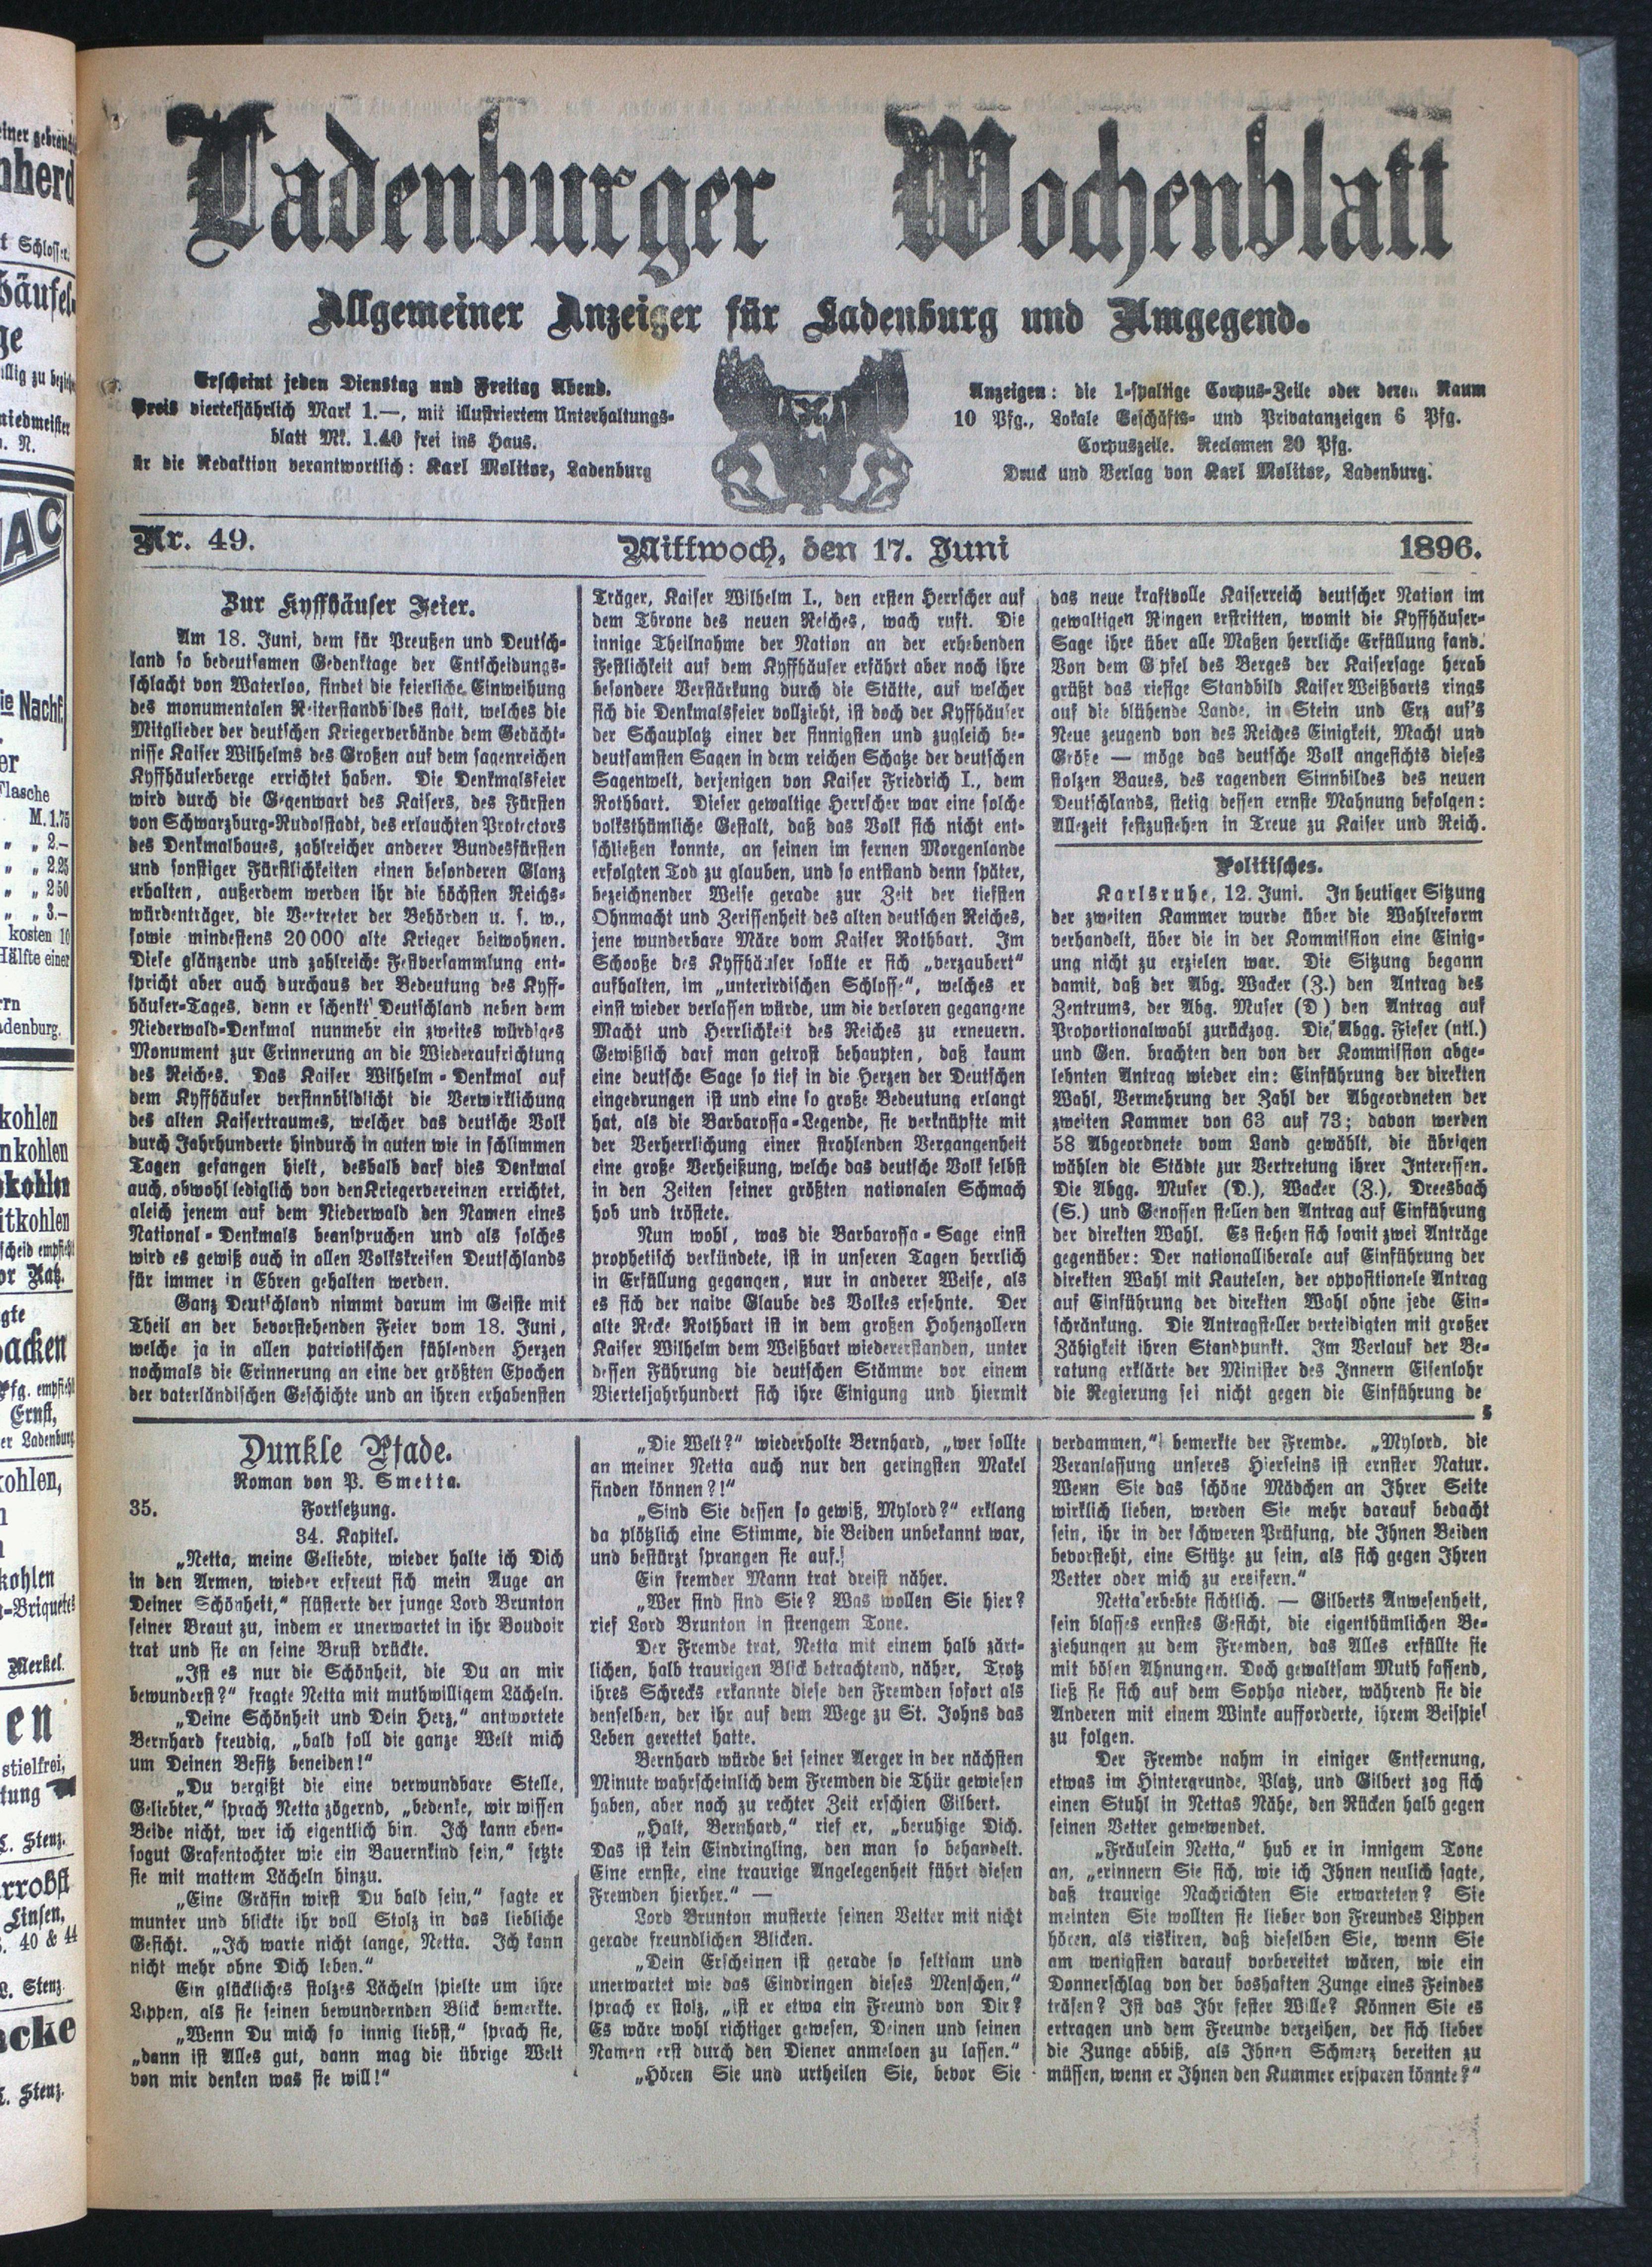 Ladenburger Wochenblatt
Allgemeiner Anzeiger für Ladenburg und Umgegend.
Erscheint jeden Dienstag und Freitag Abend.
Preis vierteljährlich Mark 1.—, mit illustriertem Unterhaltungs-
blatt Mk. 1.40 frei ins Haus.
ür die Redaktion verantwortlich: Karl Molitor, Ladenburg
Anzeigen: die 1-spaltige Corpus-Zeile oder deren Raum
10 Pfg., Lokale Geschäfts- und Privatanzeigen 6 Pfg.
Corpuszeile. Reclamen 20 Pfg.
Druck und Verlag von Karl Molitor, Ladenburg.
Nr. 49.
Mittwoch, den 17. Juni
1896.
Zur Kyffhäuser Feier.
Am 18. Juni, dem für Preußen und Deutsch-
land so bedeutsamen Gedenktage der Entscheidungs-
schlacht von Waterloo, findet die feierliche Einweihung
des monumentalen Reiterstandbildes statt, welches die
Mitglieder der deutschen Kriegerverbände dem Gedächt-
nisse Kaiser Wilhelms des Großen auf dem sagenreichen
Kyffhäuserberge errichtet haben. Die Denkmalsfeier
wird durch die Gegenwart des Kaisers, des Fürsten
von Schwarzburg-Rudolstadt, des erlauchten Protectors
des Denkmalbaues, zahlreicher anderer Bundesfürsten
und sonstiger Fürstlichkeiten einen besonderen Glanz
erhalten, außerdem werden ihr die höchsten Reichs-
würdenträger, die Vertreter der Behörden u. s. w.,
sowie mindestens 20000 alte Krieger beiwohnen.
Diese glänzende und zahlreiche Festversammlung ent-
spricht aber auch durchaus der Bedeutung des Kyff-
häuser-Tages, denn er schenkt Deutschland neben dem
Niederwald-Denkmal nunmehr ein zweites würdiges
Monument zur Erinnerung an die Wiederaufrichtung
des Reiches. Das Kaiser Wilhelm-Denkmal auf
dem Kyffhäuser versinnbildlicht die Verwirklichung
des alten Kaisertraumes, welcher das deutsche Volk
durch Jahrhunderte hindurch in guten wie in schlimmen
Tagen gefangen hielt, deshalb darf dies Denkmal
auch, obwohl lediglich von den Kriegervereinen errichtet,
gleich jenem auf dem Niederwald den Namen eines
National-Denkmals beanspruchen und als solches
wird es gewiß auch in allen Volkskreisen Deutschlands
für immer in Ehren gehalten werden.
Ganz Deutschland nimmt darum im Geiste mit
Theil an der bevorstehenden Feier vom 18. Juni,
welche ja in allen patriotischen fühlenden Herzen
nochmals die Erinnerung an eine der größten Epochen
der vaterländischen Geschichte und an ihren erhabensten
Träger, Kaiser Wilhelm I., den ersten Herrscher auf
dem Throne des neuen Reiches, wach ruft. Die
innige Theilnahme der Nation an der erhebenden
Festlichkeit auf dem Kyffhäuser erfährt aber noch ihre
besondere Verstärkung durch die Stätte, auf welcher
sich die Denkmalsfeier vollzieht, ist doch der Kyffhäuser
der Schauplatz einer der sinnigsten und zugleich be-
deutsamsten Sagen in dem reichen Schatze der deutschen
Sagenwelt, derjenigen von Kaiser Friedrich I., dem
Rothbart. Dieser gewaltige Herrscher war eine solche
volksthümliche Gestalt, daß das Volk sich nicht ent-
schließen konnte, an seinen im fernen Morgenlande
erfolgten Tod zu glauben, und so entstand denn später,
bezeichnender Weise gerade zur Zeit der tiefsten
Ohnmacht und Zerissenheit des alten deutschen Reiches,
jene wunderbare Märe vom Kaiser Rothbart. Im
Schooße des Kyffhäuser sollte er sich „verzaubert“
aufhalten, im „unterirdischen Schlosse“, welches er
einst wieder verlassen würde, um die verloren gegangene
Macht und Herrlichkeit des Reiches zu erneuern.
Gewißlich darf man getrost behaupten, daß kaum
eine deutsche Sage so tief in die Herzen der Deutschen
eingedrungen ist und eine so große Bedeutung erlangt
hat, als die Barbarossa-Legende, sie verknüpfte mit
der Verherrlichung einer strahlenden Vergangenheit
eine große Verheißung, welche das deutsche Volk selbst
in den Zeiten seiner größten nationalen Schmach
hob und tröstete.
Nun wohl, was die Barbarossa-Sage einst
prophetisch verkündete, ist in unseren Tagen herrlich
in Erfüllung gegangen, nur in anderer Weise, als
es sich der naive Glaube des Volkes ersehnte. Der
alte Recke Rothbart ist in dem großen Hohenzollern
Kaiser Wilhelm dem Weißbart wiedererstanden, unter
dessen Führung die deutschen Stämme vor einem
Vierteljahrhundert sich ihre Einigung und hiermit
das neue kraftvolle Kaiserreich deutscher Nation im
gewaltigen Ringen erstritten, womit die Kyffhäuser-
Sage ihre über alle Maßen herrliche Erfüllung fand.
Von dem Gipfel des Berges der Kaisersage herab
grüßt das riesige Standbild Kaiser Weißbarts rings
auf die blühende Lande, in Stein und Erz auf's
Neue zeugend von des Reiches Einigkeit, Macht und
Größe — möge das deutsche Volk angesichts dieses
stolzen Baues, des ragenden Sinnbildes des neuen
Deutschlands, stetig dessen ernste Mahnung befolgen:
Allezeit festzustehen in Treue zu Kaiser und Reich.
Politisches.
Karlsruhe, 12. Juni. In heutiger Sitzung
der zweiten Kammer wurde über die Wahlreform
verhandelt, über die in der Kommission eine Einig-
ung nicht zu erzielen war. Die Sitzung begann
damit, daß der Abg. Wacker (Z.) den Antrag des
Zentrums, der Abg. Muser (D) den Antrag auf
Proportionalwahl zurückzog. Die Abgg. Fieser (ntl.)
und Gen. brachten den von der Kommission abge-
lehnten Antrag wieder ein: Einführung der direkten
Wahl, Vermehrung der Zahl der Abgeordneten der
zweiten Kammer von 63 auf 73; davon werden
58 Abgeordnete vom Land gewählt, die übrigen
wählen die Städte zur Vertretung ihrer Interessen.
Die Abgg. Muser (D.), Wacker (Z.), Dreesbach
(S.) und Genossen stellen den Antrag auf Einführung
der direkten Wahl. Es stehen sich somit zwei Anträge
gegenüber: Der nationalliberale auf Einführung der
direkten Wahl mit Kautelen, der oppositionele Antrag
auf Einführung der direkten Wahl ohne jede Ein-
schränkung. Die Antragsteller verteidigten mit großer
Zähigkeit ihren Standpunkt. Im Verlauf der Be-
ratung erklärte der Minister des Innern Eisenlohr
die Regierung sei nicht gegen die Einführung de
Dunkle Pfade.
Roman von P. Smetta.
35. Fortsetzung.
34. Kapitel.
„Netta, meine Geliebte, wieder halte ich Dich
in den Armen, wieder erfreut sich mein Auge an
Deiner Schönheit,“ flüsterte der junge Lord Brunton
seiner Braut zu, indem er unerwartet in ihr Boudoir
trat und sie an seine Brust drückte.
„Ist es nur die Schönheit, die Du an mir
bewunderst?“ fragte Netta mit muthwilligem Lächeln.
„Deine Schönheit und Dein Herz,“ antwortete
Bernhard freudig, „bald soll die ganze Welt mich
um Deinen Besitz beneiden!“
„Du vergißt die eine verwundbare Stelle,
Geliebter,“ sprach Netta zögernd, „bedenke, wir wissen
Beide nicht, wer ich eigentlich bin. Ich kann eben-
sogut Grafentochter wie ein Bauernkind sein,“ setzte
sie mit mattem Lächeln hinzu.
„Eine Gräfin wirst Du bald sein,“ sagte er
munter und blickte ihr voll Stolz in das liebliche
Gesicht. „Ich warte nicht lange, Netta. Ich kann
nicht mehr ohne Dich leben.“
Ein glückliches stolzes Lächeln spielte um ihre
Lippen, als sie seinen bewundernden Blick bemerkte.
„Wenn Du mich so innig liebst,“ sprach sie,
„dann ist Alles gut, dann mag die übrige Welt
von mir denken was sie will!“
„Die Welt?“ wiederholte Bernhard, „wer sollte
an meiner Netta auch nur den geringsten Makel
finden können?!“
„Sind Sie dessen so gewiß, Mylord?“ erklang
da plötzlich eine Stimme, die Beiden unbekannt war,
und bestürzt sprangen sie auf.
Ein fremder Mann trat dreist näher.
„Wer sind find Sie? Was wollen Sie hier?
rief Lord Brunton in strengem Tone.
Der Fremde trat, Netta mit einem halb zärt-
lichen, halb traurigen Blick betrachtend, näher. Trotz
ihres Schrecks erkannte diese den Fremden sofort als
denselben, der ihr auf dem Wege zu St. Johns das
Leben gerettet hatte.
Bernhard würde bei seiner Aerger in der nächsten
Minute wahrscheinlich dem Fremden die Thür gewiesen
haben, aber noch zu rechter Zeit erschien Gilbert.
„Halt, Bernhard,“ rief er, „beruhige Dich.
Das ist kein Eindringling, den man so behandelt.
Eine ernste, eine traurige Angelegenheit führt diesen
Fremden hierher.“ —
Lord Brunton musterte seinen Vetter mit nicht
gerade freundlichen Blicken.
„Dein Erscheinen ist gerade so seltsam und
unerwartet wie das Eindringen dieses Menschen,“
sprach er stolz, „ist er etwa ein Freund von Dir?
Es wäre wohl richtiger gewesen, Deinen und seinen
Namen erst durch den Diener anmelden zu lassen.“
„Hören Sie und urtheilen Sie, bevor Sie
verdammen,“ bemerkte der Fremde. „Mylord, die
Veranlassung unseres Hierseins ist ernster Natur.
Wenn Sie das schöne Mädchen an Ihrer Seite
wirklich lieben, werden Sie mehr darauf bedacht
sein, ihr in der schweren Prüfung, die Ihnen Beiden
bevorsteht, eine Stütze zu sein, als sich gegen Ihren
Vetter oder mich zu ereifern.“
Netta erbebte sichtlich. — Gilberts Anwesenheit,
sein blasses ernstes Gesicht, die eigenthümlichen Be-
ziehungen zu dem Fremden, das Alles erfüllte sie
mit bösen Ahnungen. Doch gewaltsam Muth fassend,
ließ sie sich auf dem Sopha nieder, während sie die
Anderen mit einem Winke aufforderte, ihrem Beispiel
zu folgen.
Der Fremde nahm in einiger Entfernung,
etwas im Hintergrunde, Platz, und Gilbert zog sich
einen Stuhl in Nettas Nähe, den Rücken halb gegen
seinen Vetter gewewendet.
„Fräulein Netta,“ hub er in innigem Tone
an, „erinnern Sie sich, wie ich Ihnen neulich sagte,
daß traurige Nachrichten Sie erwarteten? Sie
meinten Sie wollten sie lieber von Freundes Lippen
hören, als riskiren, daß dieselben Sie, wenn Sie
am wenigsten darauf vorbereitet wären, wie ein
Donnerschlag von der boshaften Zunge eines Feindes
träfen? Ist das Ihr fester Wille? Können Sie es
ertragen und dem Freunde verzeihen, der sich lieber
die Zunge abbiß, als Ihnen Schmerz bereiten zu
müssen, wenn er Ihnen den Kummer ersparen könnte?“